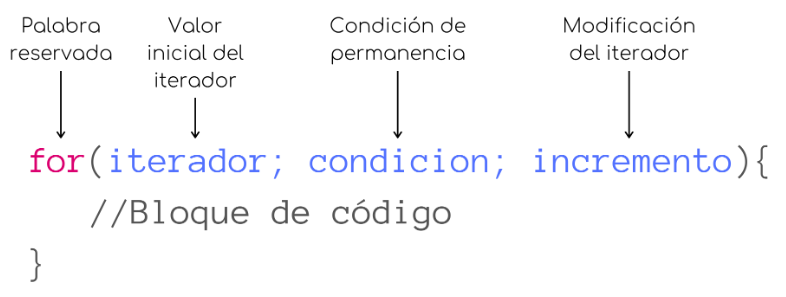 Palabra
reservada
Valor
inicial del
iterador
Condición de
permanencia
Modificación
del iterador
for(iterador; condicion; incremento){
//Bloque de código
}